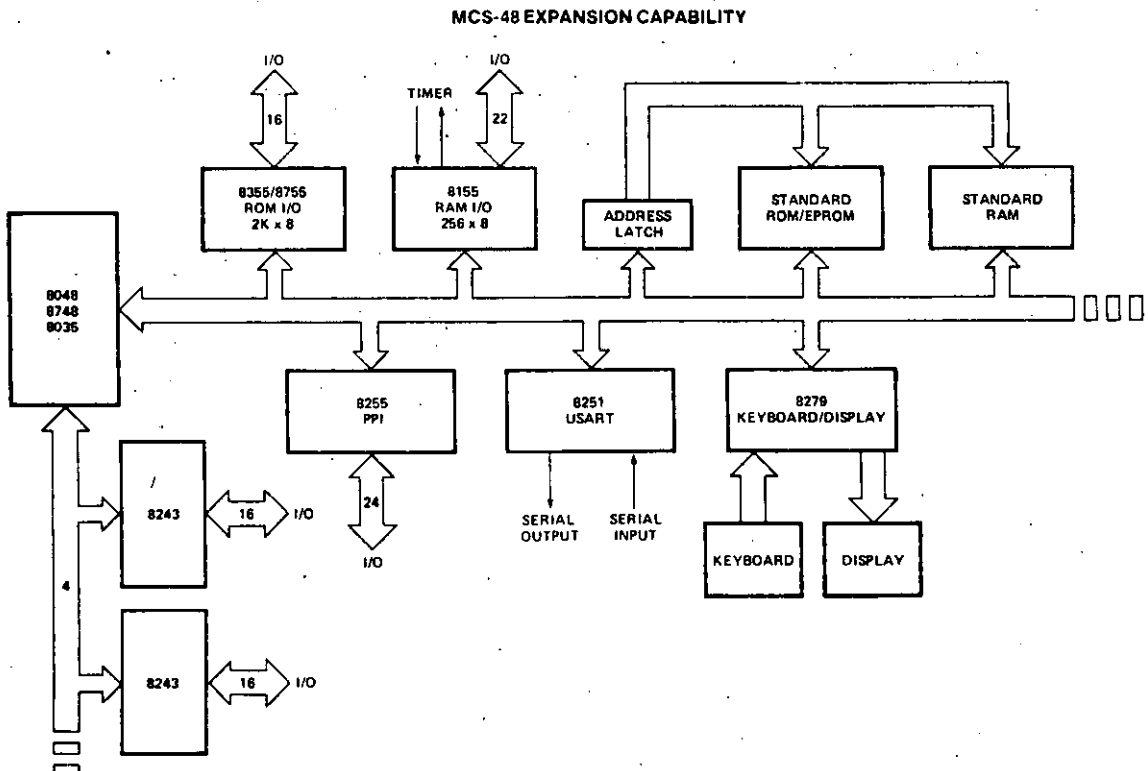 MCS-48 EXPANSION CAPABILITY
I/O
16
TIMER
I/O
22
8355/8755
ROM I/O
2K x 8
8155
RAM I/O
256 x 8
ADDRESS
LATCH
STANDARD
ROM/EPROM
STANDARD
RAM
8048
8748
8035
8255
PPI
8251
USART
8279
KEYBOARD/DISPLAY
24
I/O
SERIAL
OUTPUT
SERIAL
INPUT
KEYBOARD
DISPLAY
4
8243
16
I/O
8243
16
I/O